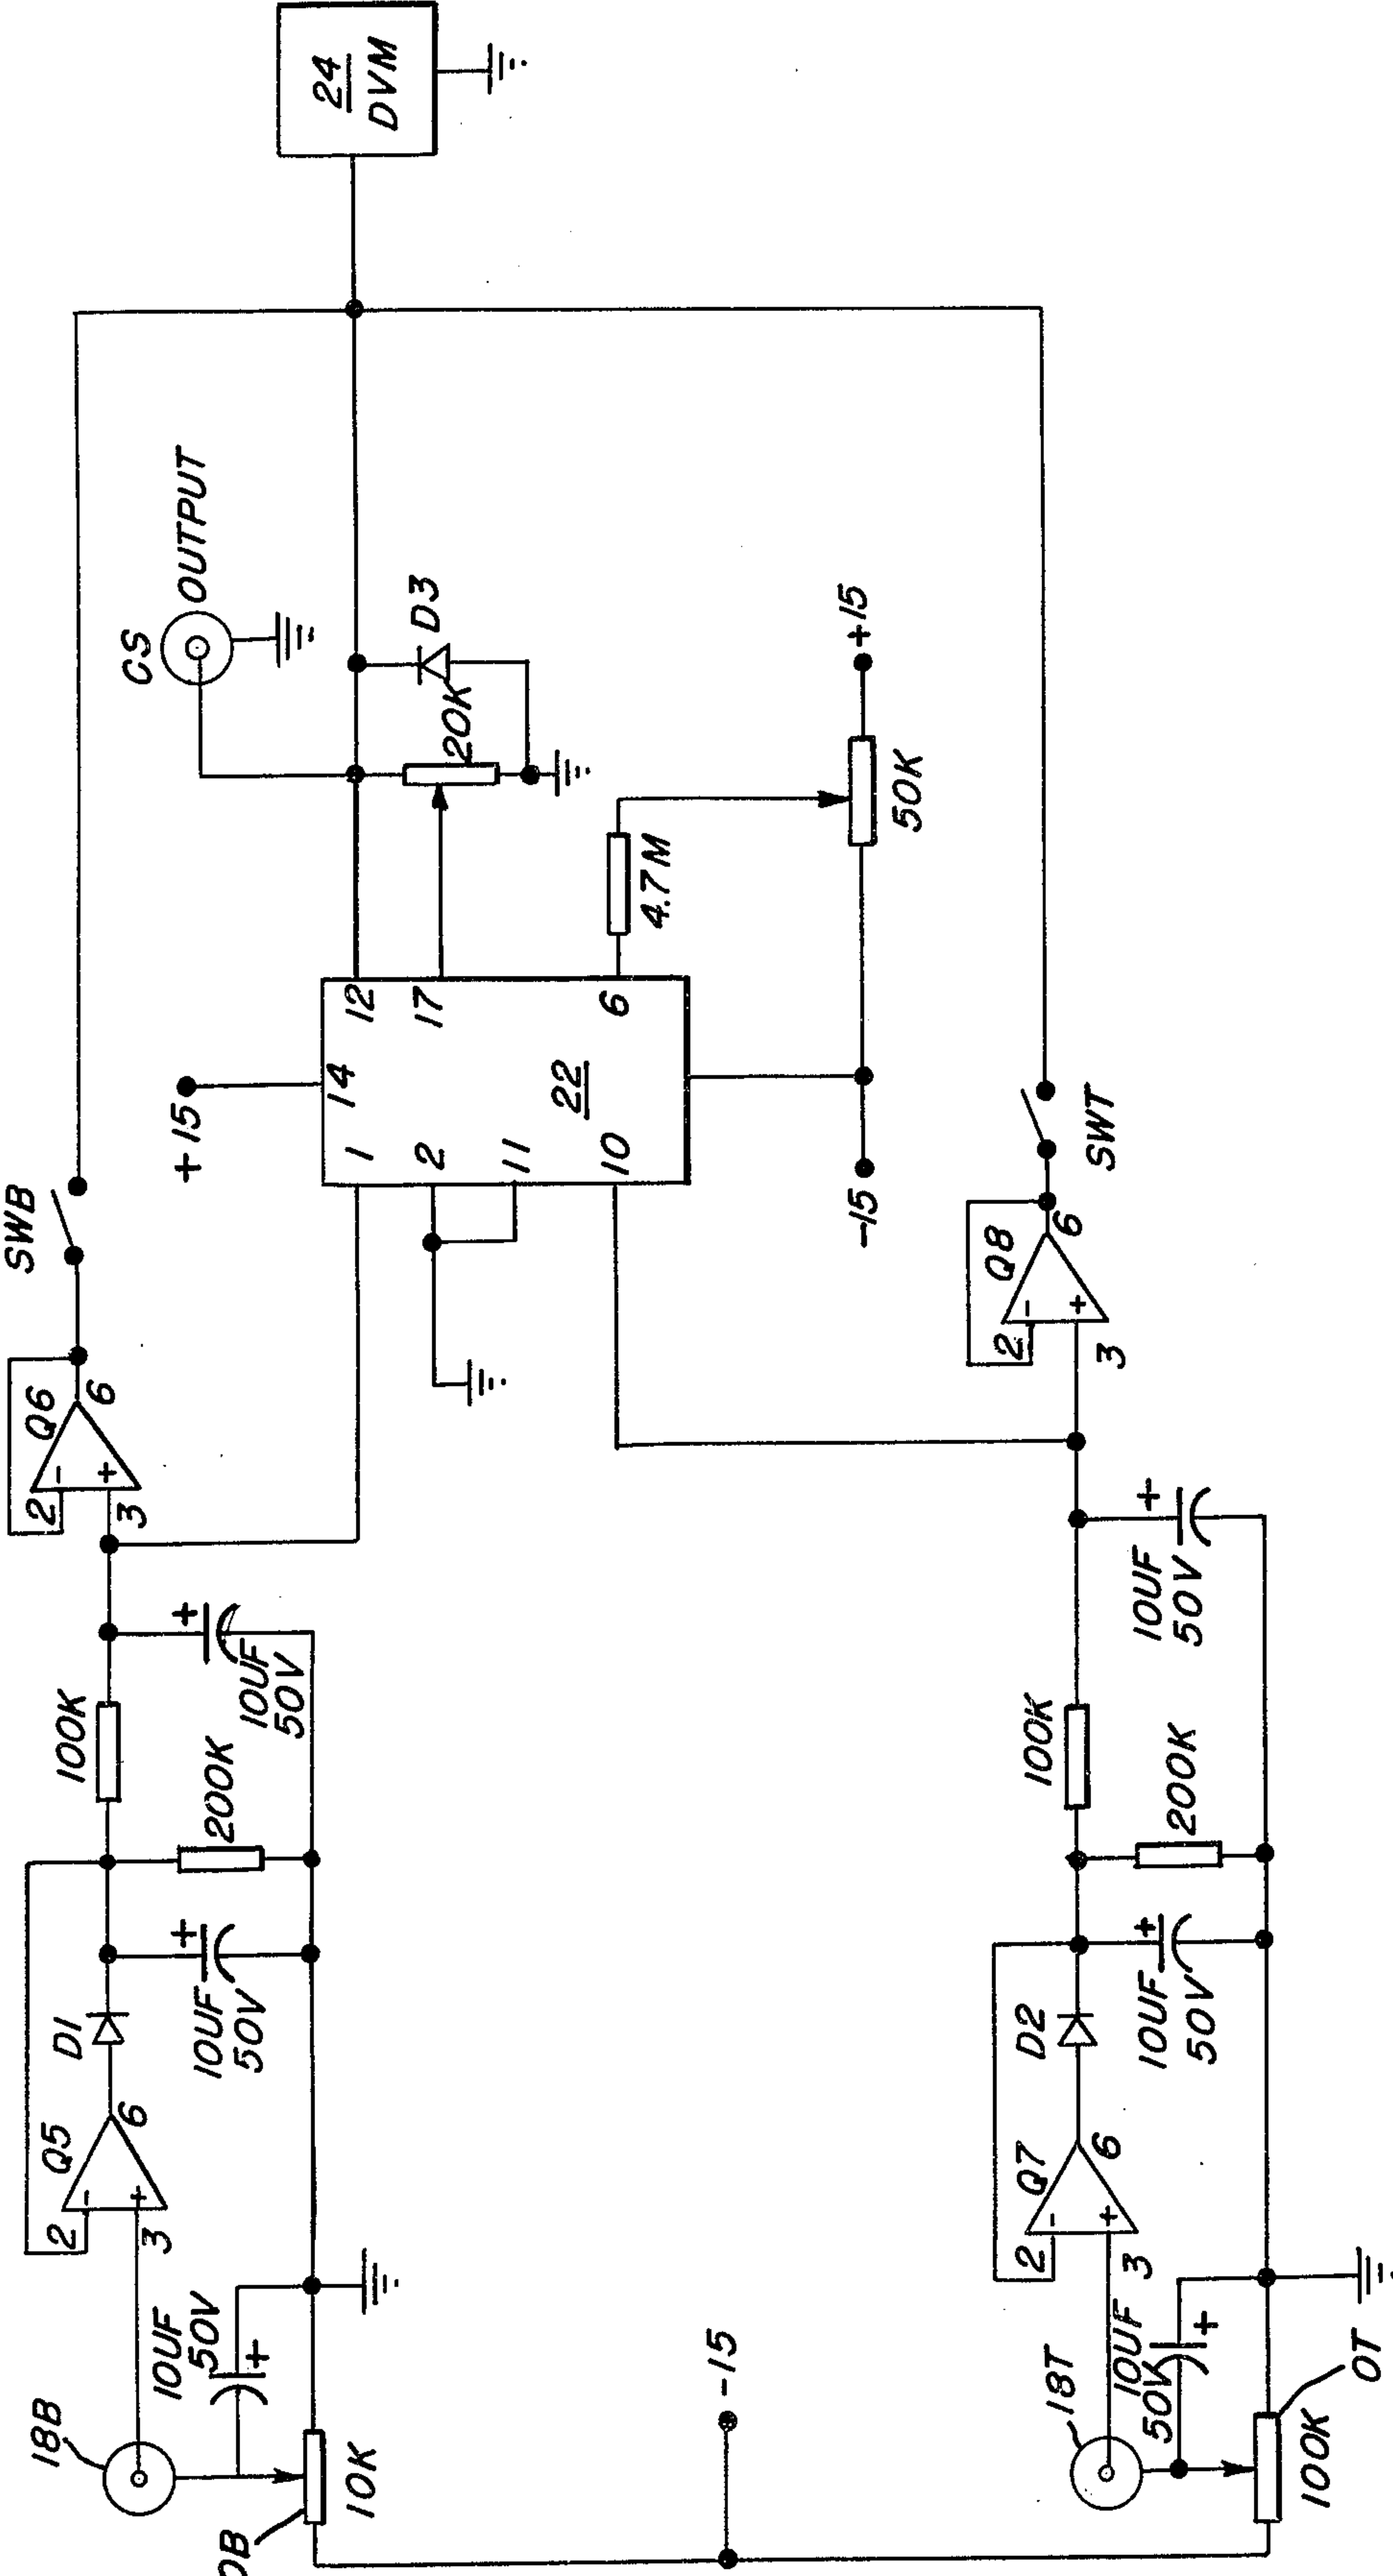 24
DVM
CS
OUTPUT
D3
20K
+15
50K
4.7M
12
17
6
14
22
1
2
11
10
+15
-15
SWB
SWT
Q6
6
2
-
+
3
Q8
6
2
-
+
3
10UF
50V
100K
200K
10UF
50V
D1
Q5
6
2
-
+
3
10UF
50V
+
18B
10K
+
+
10UF
50V
+
100K
200K
10UF
50V
+
D2
Q7
6
2
-
+
3
10UF
50V
+
18T
100K
0T
-15